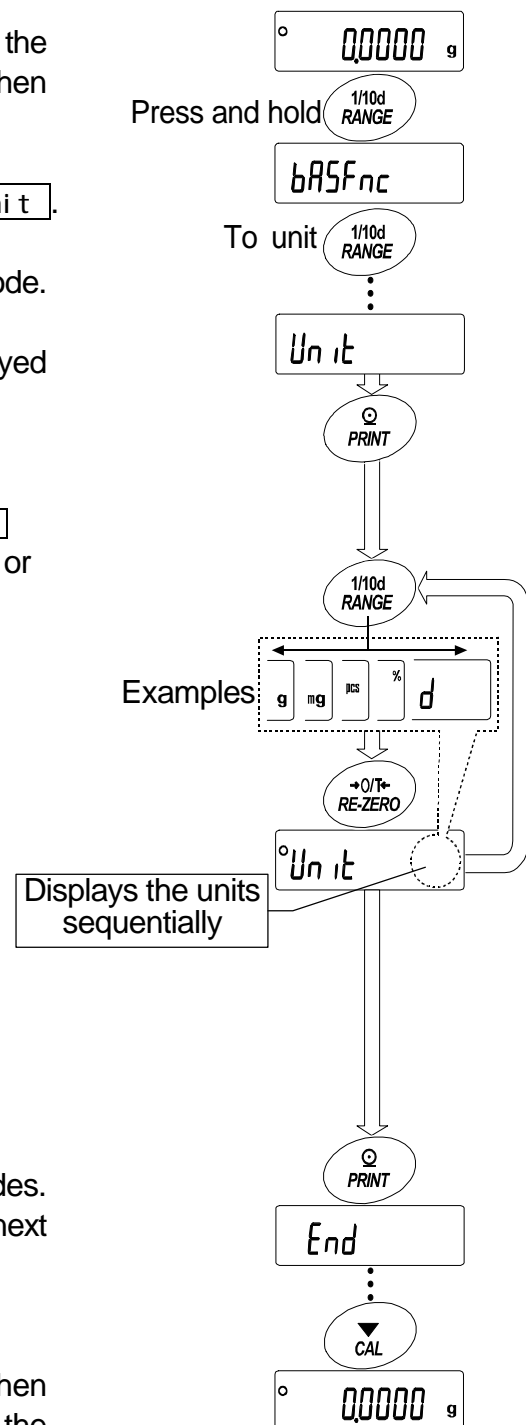 the
0.0000 g
hen
Press and hold
1/10d
RANGE
bASFnc
it .
To unit
1/10d
RANGE
ode.
Unit
yed
PRINT
or
1/10d
RANGE
Examples
g mg pcs % d
→0/T←
RE-ZERO
Unit
Displays the units
sequentially
PRINT
des.
next
End
CAL
hen
0.0000 g
the